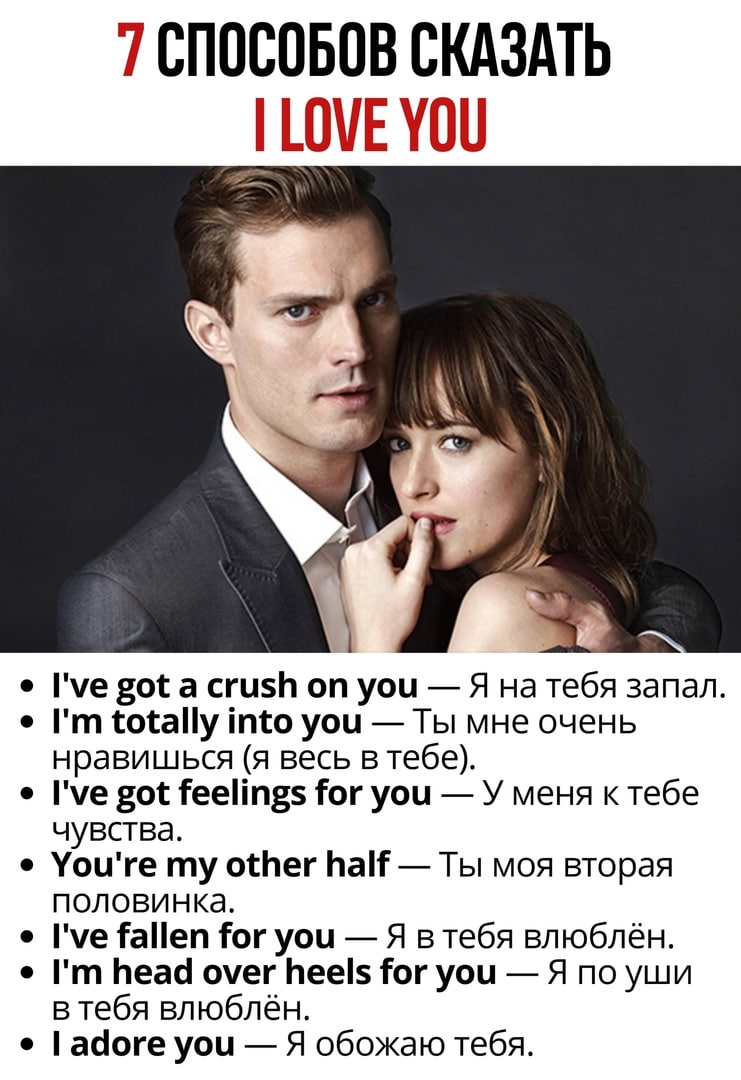 7 СПОСОБОВ СКАЗАТЬ
I LOVE YOU
• I've got a crush on you — Я на тебя запал.
• I'm totally into you — Ты мне очень
нравишься (я весь в тебе).
• I've got feelings for you — У меня к тебе
чувства.
• You're my other half — Ты моя вторая
половинка.
• I've fallen for you — Я в тебя влюблён.
• I'm head over heels for you — Я по уши
в тебя влюблён.
• I adore you — Я обожаю тебя.